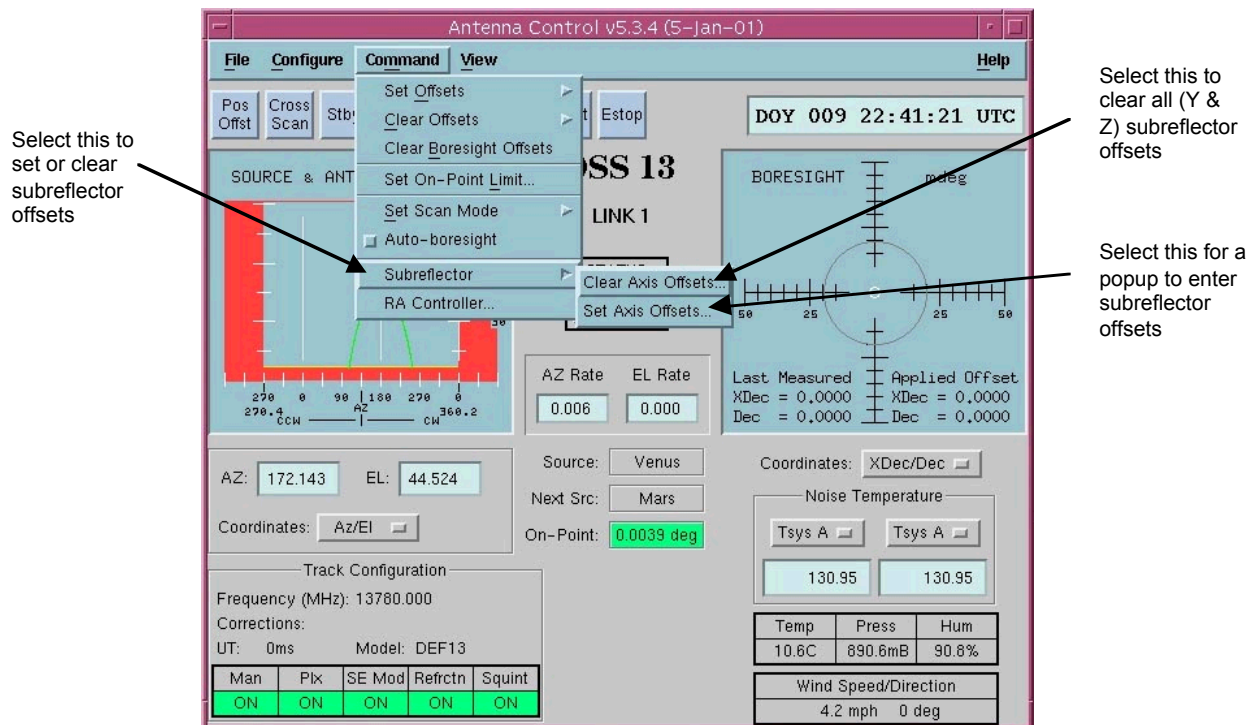 Antenna Control v5.3.4 (5-Jan-01)
File Configure Command View Help
Pos Offst
Cross Scan
Stby
Estop
DOY 009 22:41:21 UTC
Set Offsets
Clear Offsets
Clear Boresight Offsets
Set On-Point Limit...
Set Scan Mode
Auto-boresight
Subreflector
RA Controller...
Clear Axis Offsets...
Set Axis Offsets...
Select this to
set or clear
subreflector
offsets
Select this to
clear all (Y &
Z) subreflector
offsets
Select this for a
popup to enter
subreflector
offsets
SOURCE & ANT
SS 13
LINK 1
BORESIGHT mdeg
50 25 25 50
270 0 90 180 270 0
270.4 AZ 360.2
CCW CW
AZ Rate EL Rate
0.006 0.000
Last Measured Applied Offset
XDec = 0.0000 XDec = 0.0000
Dec = 0.0000 Dec = 0.0000
AZ: 172.143 EL: 44.524
Coordinates: Az/El
Source: Venus
Next Src: Mars
On-Point: 0.0039 deg
Coordinates: XDec/Dec
Noise Temperature
Tsys A Tsys A
130.95 130.95
Track Configuration
Frequency (MHz): 13780.000
Corrections:
UT: 0ms Model: DEF13
Man Plx SE Mod Refrctn Squint
ON ON ON ON ON
Temp Press Hum
10.6C 890.6mB 90.8%
Wind Speed/Direction
4.2 mph 0 deg